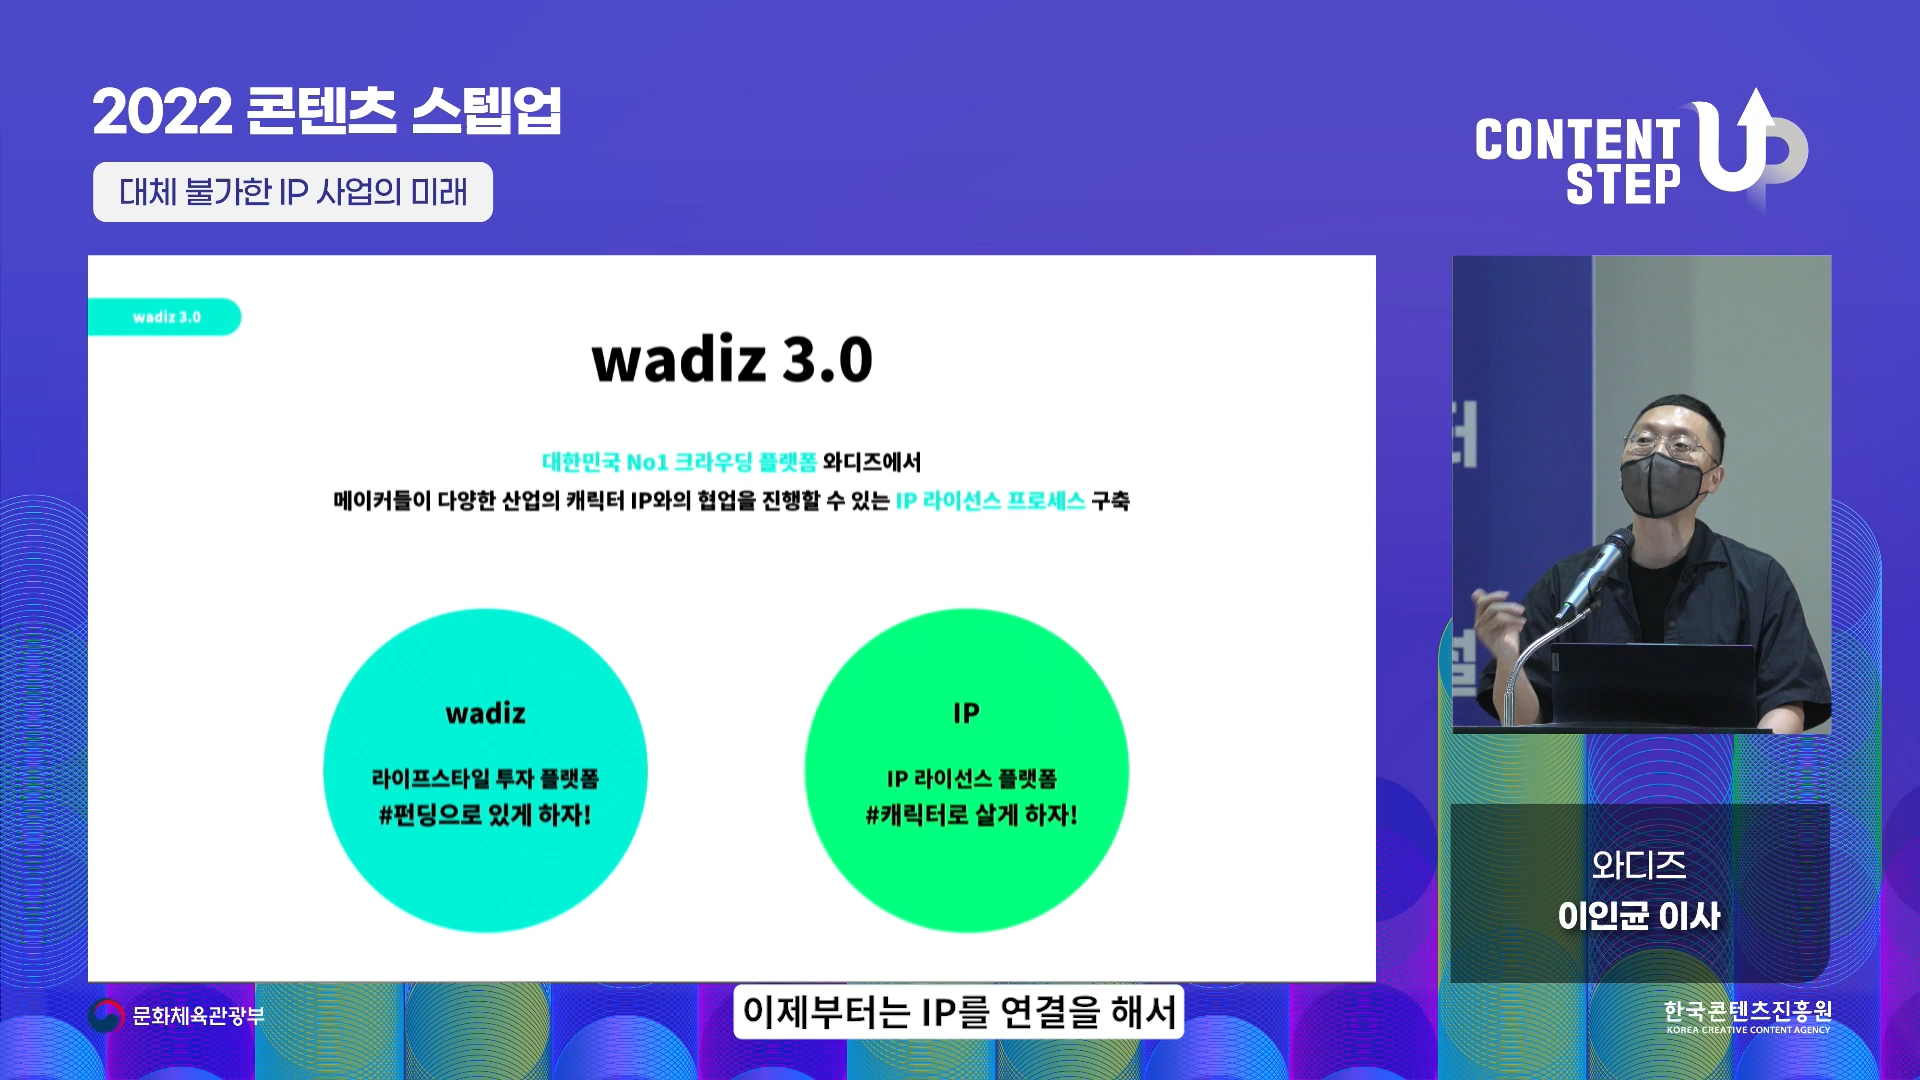 2022 콘텐츠 스텝업
대체 불가한 IP 사업의 미래
CONTENT
STEP
UP
wadiz 3.0
wadiz 3.0
대한민국 No1 크라우딩 플랫폼 와디즈에서
메이커들이 다양한 산업의 캐릭터 IP와의 협업을 진행할 수 있는 IP 라이선스 프로세스 구축
wadiz
라이프스타일 투자 플랫폼
#펀딩으로 있게 하자!
IP
IP 라이선스 플랫폼
#캐릭터로 살게 하자!
와디즈
이인균 이사
문화체육관광부
이제부터는 IP를 연결을 해서
한국콘텐츠진흥원
KOREA CREATIVE CONTENT AGENCY